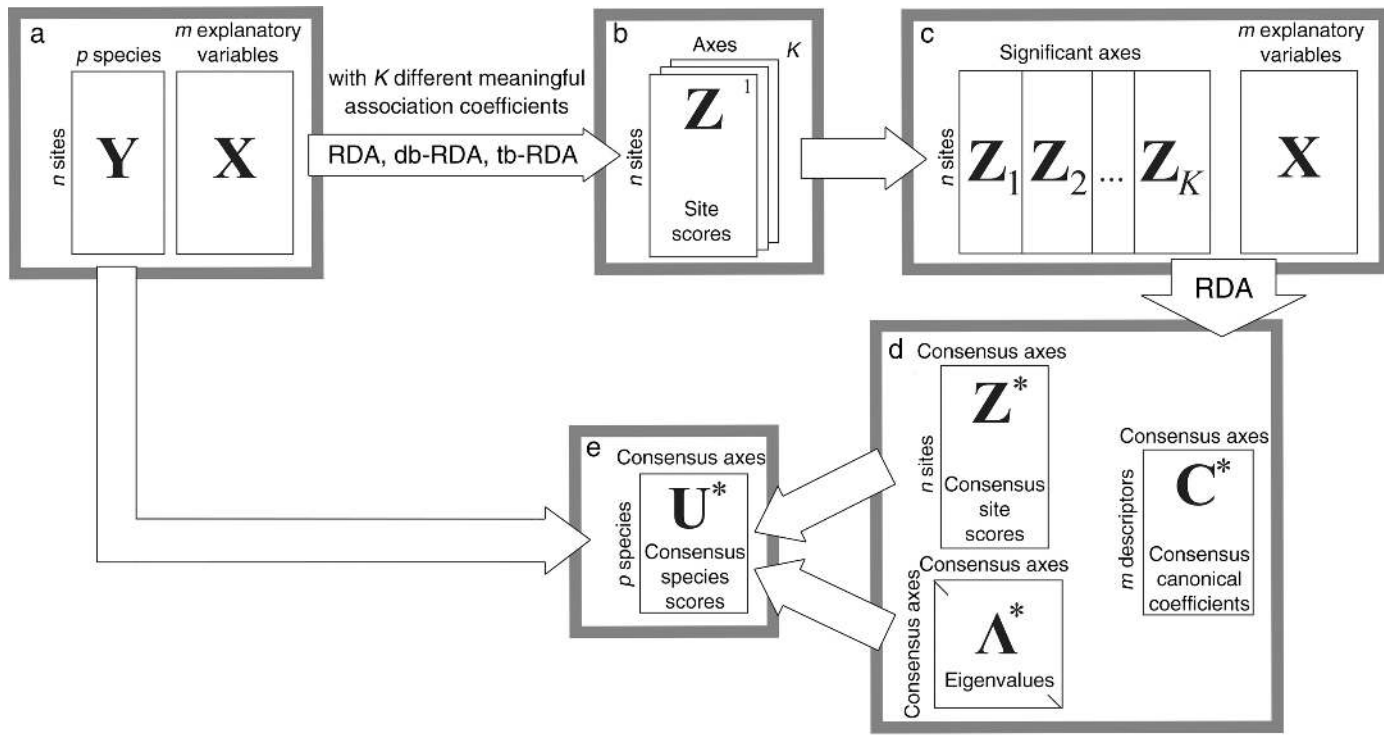 a
m explanatory
variables
p species
n sites
Y
X
with K different meaningful
association coefficients
RDA, db-RDA, tb-RDA
b
Axes
K
1
n sites
Z
Site
scores
c
Significant axes
m explanatory
variables
n sites
Z1 Z2 ... ZK
X
RDA
d
Consensus axes
n sites
Z*
Consensus
site
scores
Consensus axes
m descriptors
C*
Consensus
canonical
coefficients
Consensus axes
Consensus axes
Λ*
Eigenvalues
e
Consensus axes
p species
U*
Consensus
species
scores